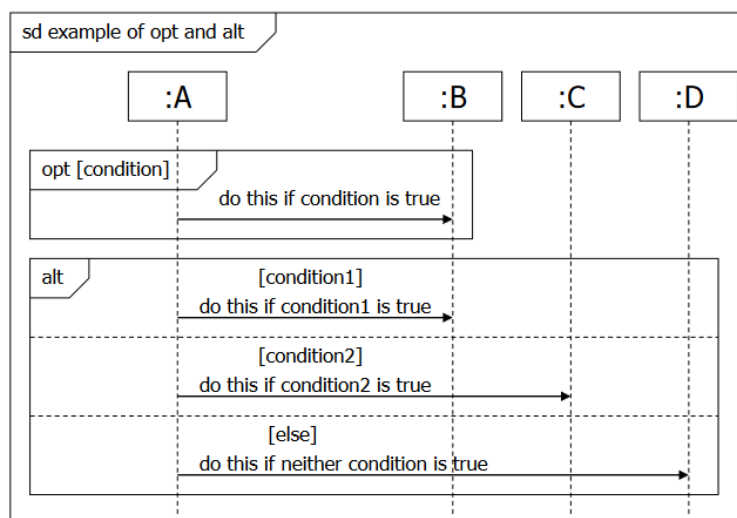 sd example of opt and alt
:A
:B
:C
:D
opt [condition]
do this if condition is true
alt
[condition1]
do this if condition1 is true
[condition2]
do this if condition2 is true
[else]
do this if neither condition is true